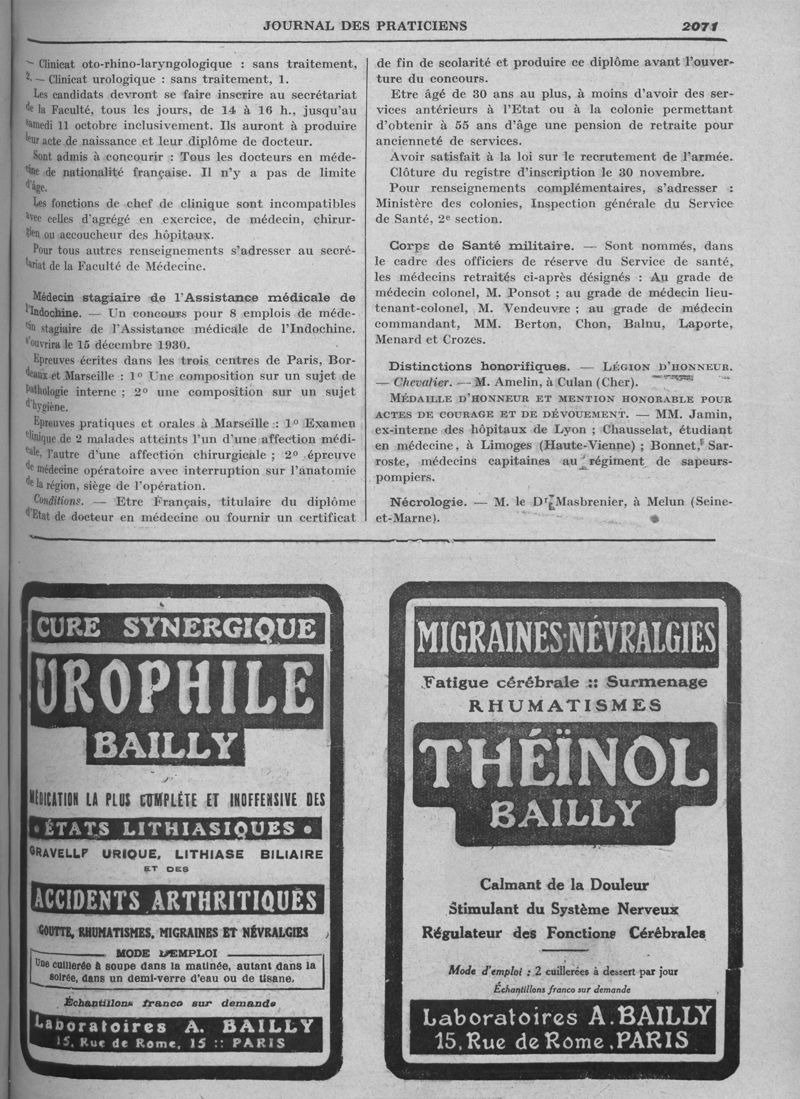 JOURNAL DES PRATICIENS 2071
— Clinicat oto-rhino-laryngologique : sans traitement,
2. — Clinicat urologique : sans traitement, 1.
Les candidats devront se faire inscrire au secrétariat
de la Faculté, tous les jours, de 14 à 16 h., jusqu'au
samedi 11 octobre inclusivement. Ils auront à produire
leur acte de naissance et leur diplôme de docteur.
Sont admis à concourir : Tous les docteurs en méde-
cine de nationalité française. Il n'y a pas de limite
d'âge.
Les fonctions de chef de clinique sont incompatibles
avec celles d'agrégé en exercice, de médecin, chirur-
gien ou accoucheur des hôpitaux.
Pour tous autres renseignements s'adresser au secré-
tariat de la Faculté de Médecine.
Médecin stagiaire de l'Assistance médicale de
l'Indochine. — Un concours pour 8 emplois de méde-
cin stagiaire de l'Assistance médicale de l'Indochine.
s'ouvrira le 15 décembre 1930.
Epreuves écrites dans les trois centres de Paris, Bor-
deaux et Marseille : 1º Une composition sur un sujet de
pathologie interne ; 2º une composition sur un sujet
d'hygiène.
Epreuves pratiques et orales à Marseille : 1º Examen
clinique de 2 malades atteints l'un d'une affection médi-
cale, l'autre d'une affection chirurgicale ; 2º épreuve
de médecine opératoire avec interruption sur l'anatomie
de la région, siège de l'opération.
Conditions. — Etre Français, titulaire du diplôme
d'Etat de docteur en médecine ou fournir un certificat
de fin de scolarité et produire ce diplôme avant l'ouver-
ture du concours.
Etre âgé de 30 ans au plus, à moins d'avoir des ser-
vices antérieurs à l'Etat ou à la colonie permettant
d'obtenir à 55 ans d'âge une pension de retraite pour
ancienneté de services.
Avoir satisfait à la loi sur le recrutement de l'armée.
Clôture du registre d'inscription le 30 novembre.
Pour renseignements complémentaires, s'adresser :
Ministère des colonies, Inspection générale du Service
de Santé, 2e section.
Corps de Santé militaire. — Sont nommés, dans
le cadre des officiers de réserve du Service de santé,
les médecins retraités ci-après désignés : Au grade de
médecin colonel, M. Ponsot ; au grade de médecin lieu-
tenant-colonel, M. Vendeuvre ; au grade de médecin
commandant, MM. Berton, Chon, Balnu, Laporte,
Menard et Crozes.
Distinctions honorifiques. — LÉGION D'HONNEUR.
— Chevalier. — M. Amelin, à Culan (Cher).
MÉDAILLE D'HONNEUR ET MENTION HONORABLE POUR
ACTES DE COURAGE ET DE DÉVOUEMENT. — MM. Jamin,
ex-interne des hôpitaux de Lyon ; Chausselat, étudiant
en médecine, à Limoges (Haute-Vienne) ; Bonnet, Sar-
roste, médecins capitaines au régiment de sapeurs-
pompiers.
Nécrologie. — M. le Dr Masbrenier, à Melun (Seine-
et-Marne).
CURE SYNERGIQUE
UROPHILE
BAILLY
MÉDICATION LA PLUS COMPLÈTE ET INOFFENSIVE DES
• ÉTATS LITHIASIQUES •
GRAVELLE URIQUE, LITHIASE BILIAIRE
ET DES
ACCIDENTS ARTHRITIQUES
GOUTTE, RHUMATISMES, MIGRAINES ET NÉVRALGIES
MODE D'EMPLOI
Une cuillerée à soupe dans la matinée, autant dans la
soirée, dans un demi-verre d'eau ou de tisane.
Échantillons franco sur demande
Laboratoires A. BAILLY
15, Rue de Rome, 15 :: PARIS
MIGRAINES·NÉVRALGIES
Fatigue cérébrale :: Surmenage
RHUMATISMES
THÉÏNOL
BAILLY
Calmant de la Douleur
Stimulant du Système Nerveux
Régulateur des Fonctions Cérébrales
Mode d'emploi : 2 cuillerées à dessert par jour
Échantillons franco sur demande
Laboratoires A. BAILLY
15, Rue de Rome, PARIS